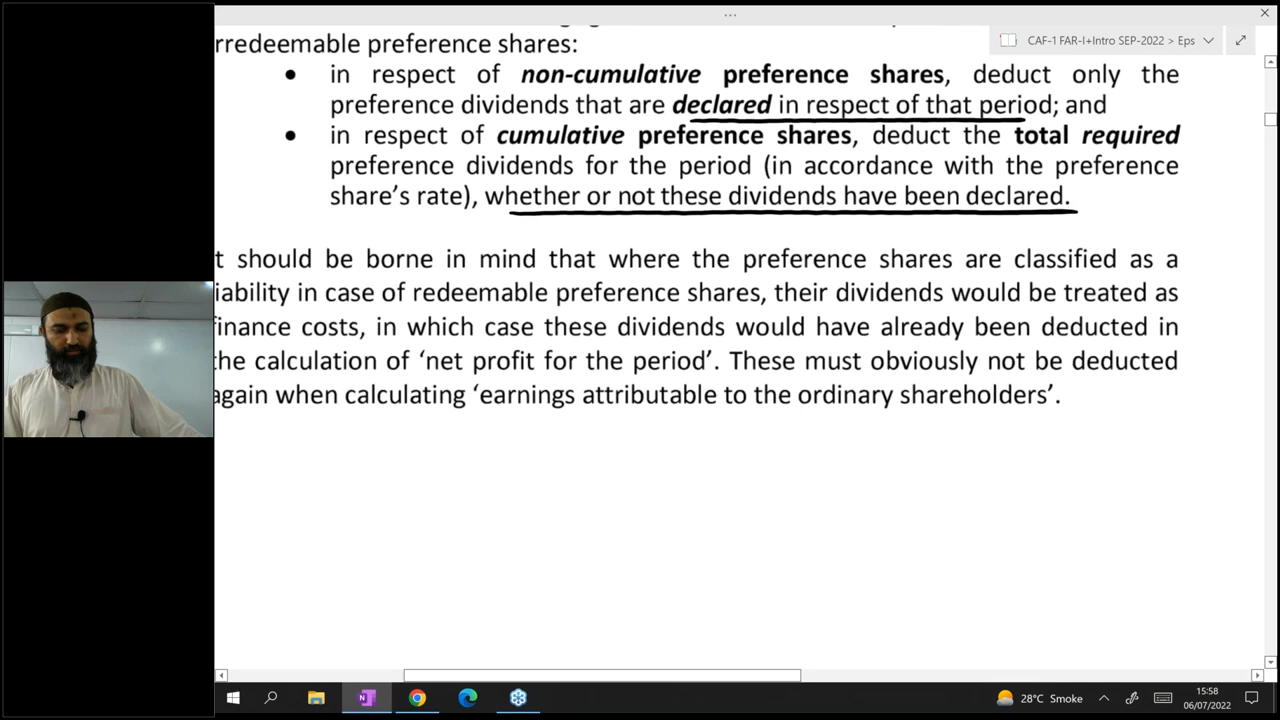 CAF-1 FAR-I+Intro SEP-2022 > Eps
rredeemable preference shares:
• in respect of non-cumulative preference shares, deduct only the
preference dividends that are declared in respect of that period; and
• in respect of cumulative preference shares, deduct the total required
preference dividends for the period (in accordance with the preference
share's rate), whether or not these dividends have been declared.
t should be borne in mind that where the preference shares are classified as a
iability in case of redeemable preference shares, their dividends would be treated as
finance costs, in which case these dividends would have already been deducted in
the calculation of 'net profit for the period'. These must obviously not be deducted
again when calculating 'earnings attributable to the ordinary shareholders'.
28°C Smoke
15:58
06/07/2022